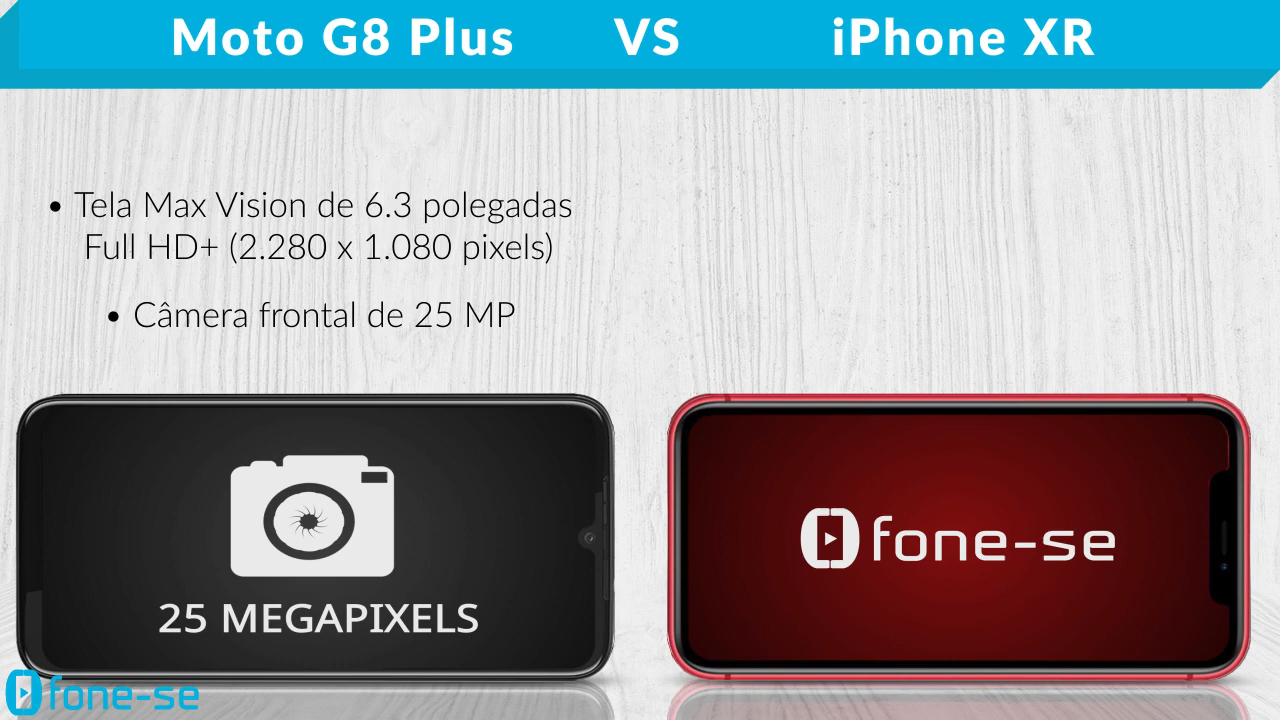 Moto G8 Plus VS iPhone XR
• Tela Max Vision de 6.3 polegadas
Full HD+ (2.280 x 1.080 pixels)
• Câmera frontal de 25 MP
25 MEGAPIXELS
fone-se
fone-se